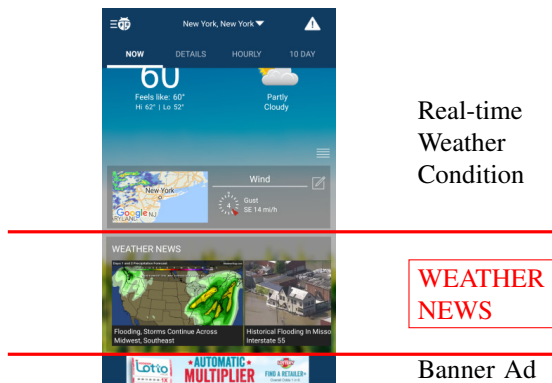 New York, New York
NOW DETAILS HOURLY 10 DAY
60
Feels like: 60°
Hi 62° | Lo 52°
Partly
Cloudy
Real-time
Weather
Condition
New York
Google NJ
Wind
4
Gust
SE 14 mi/h
WEATHER NEWS
Flooding, Storms Continue Across
Midwest, Southeast
Historical Flooding In Misso
Interstate 55
WEATHER
NEWS
Lotto
AUTOMATIC
MULTIPLIER
FIND A RETAILER
Banner Ad